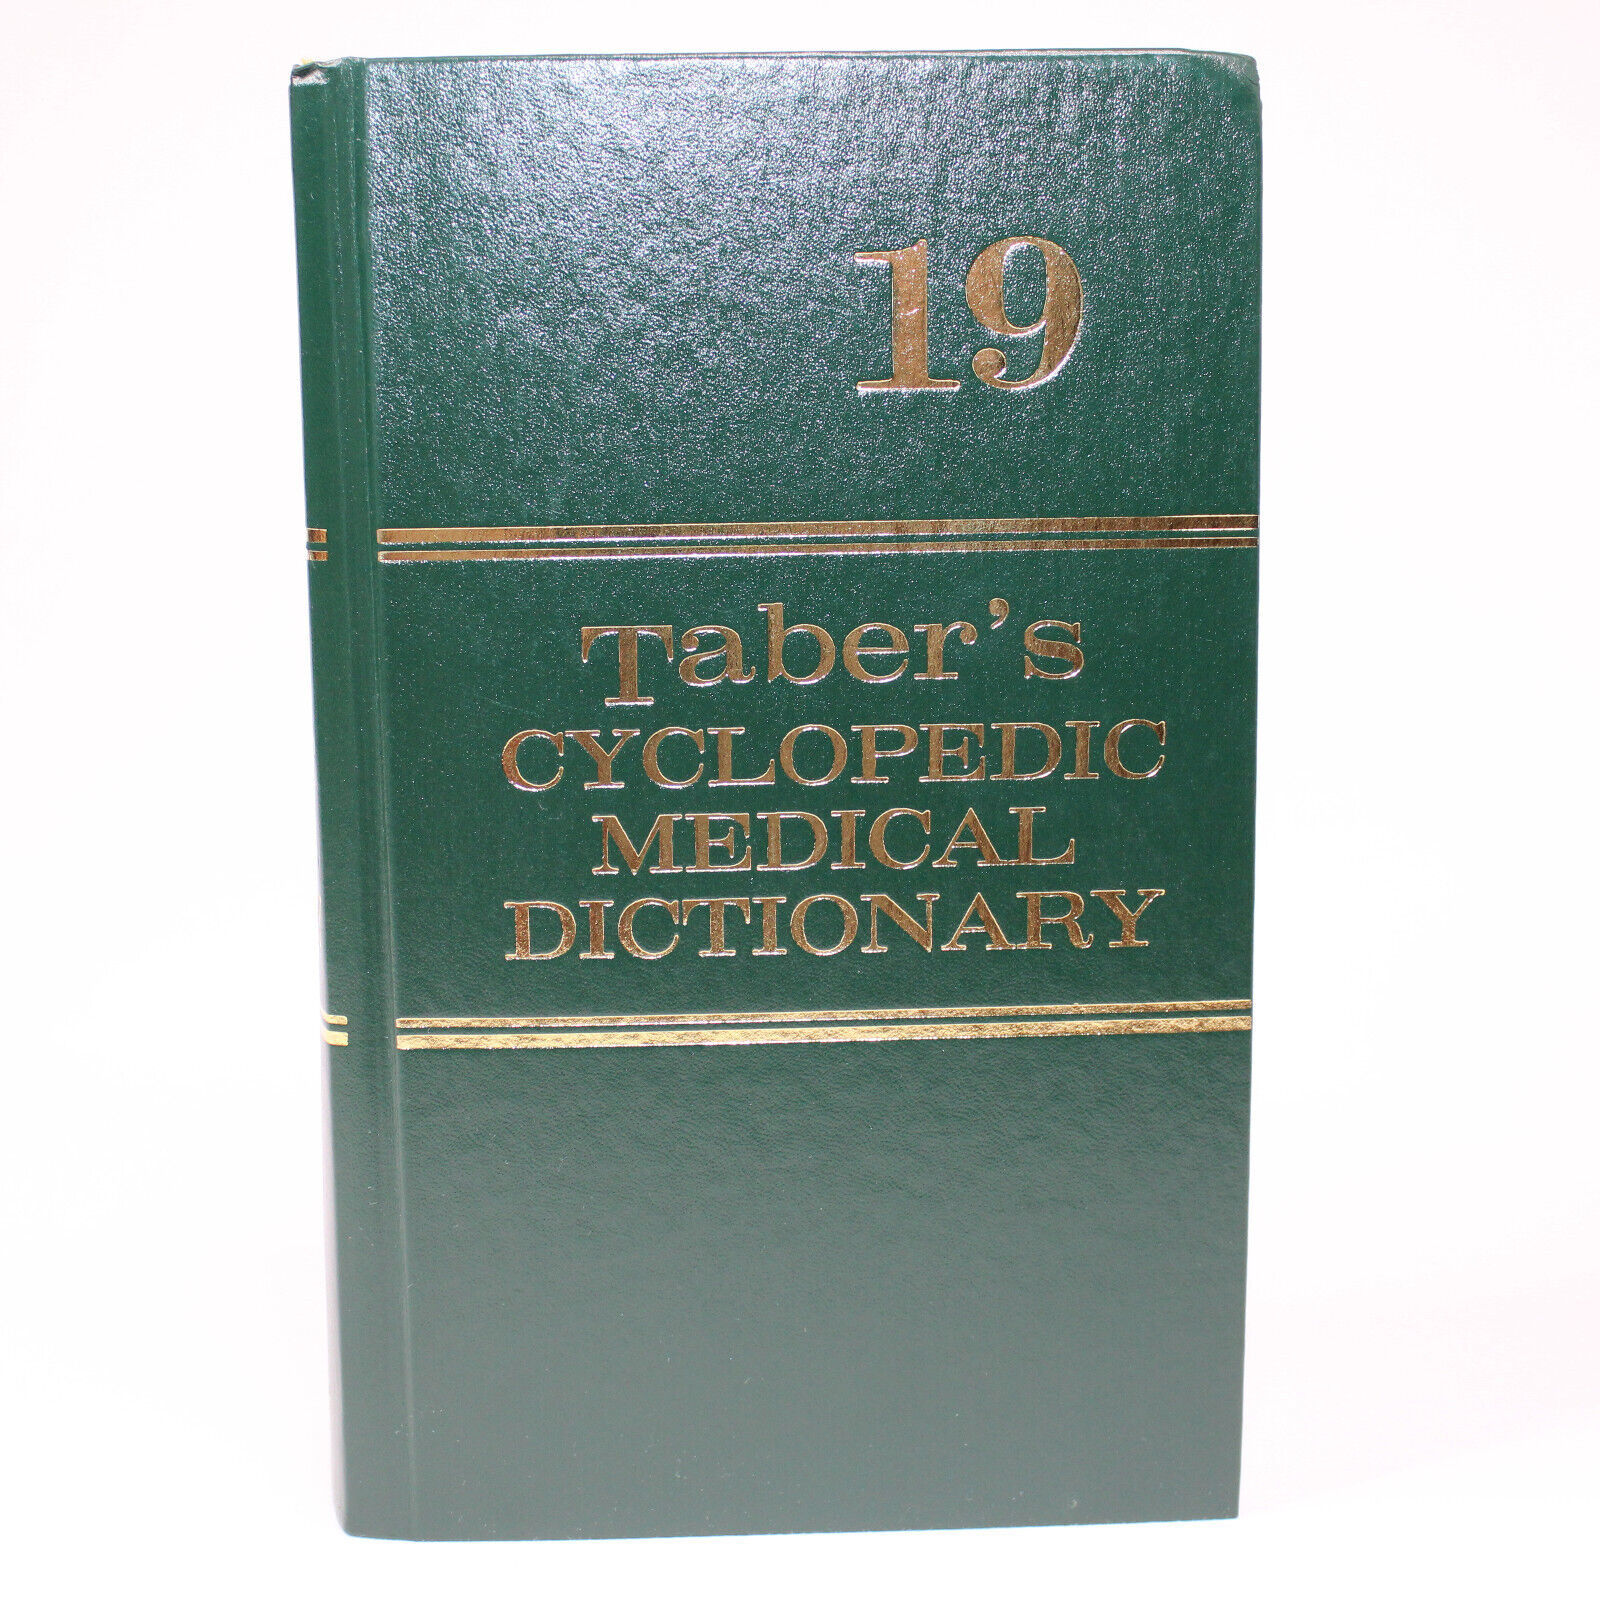 19
Taber's
CYCLOPEDIC
MEDICAL
DICTIONARY